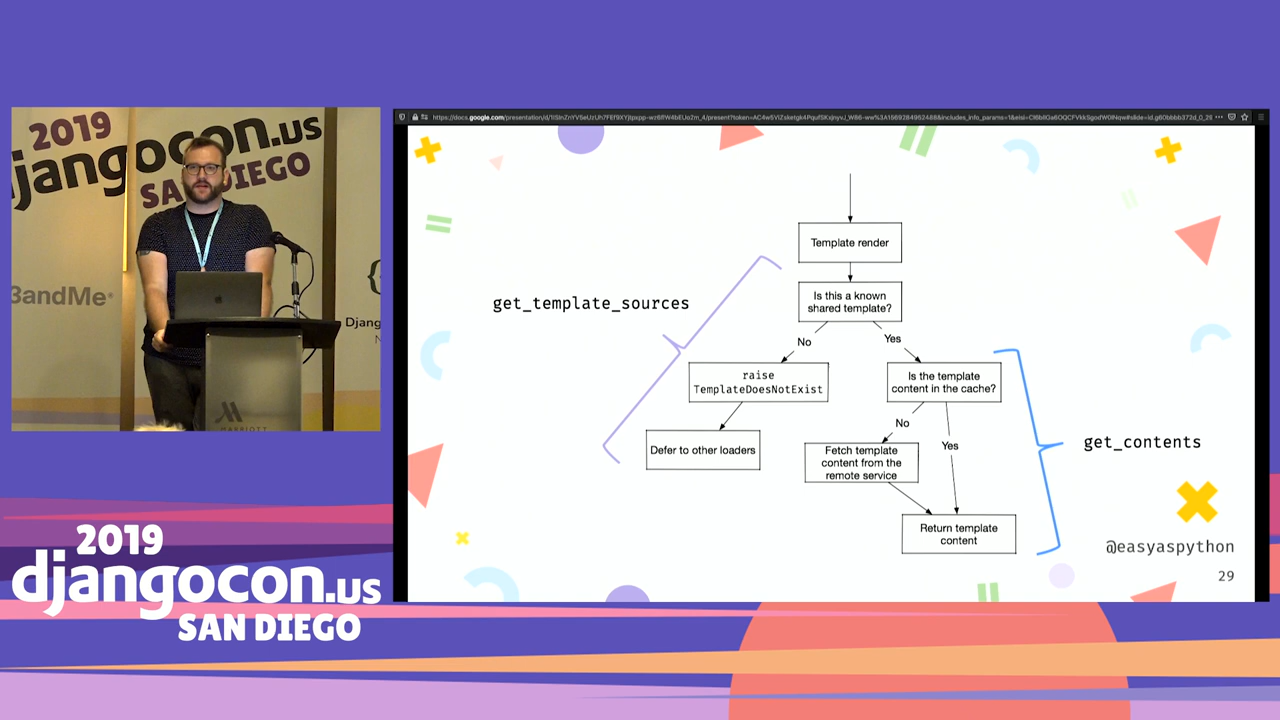 2019
djangocon.us
SAN DIEGO
3andMe
Djang
N
MARRIOTT
2019
djangocon.us
SAN DIEGO
Template render
Is this a known
shared template?
get_template_sources
No
Yes
raise
TemplateDoesNotExist
Is the template
content in the cache?
No
Yes
get_contents
Defer to other loaders
Fetch template
content from the
remote service
Return template
content
@easyaspython
29